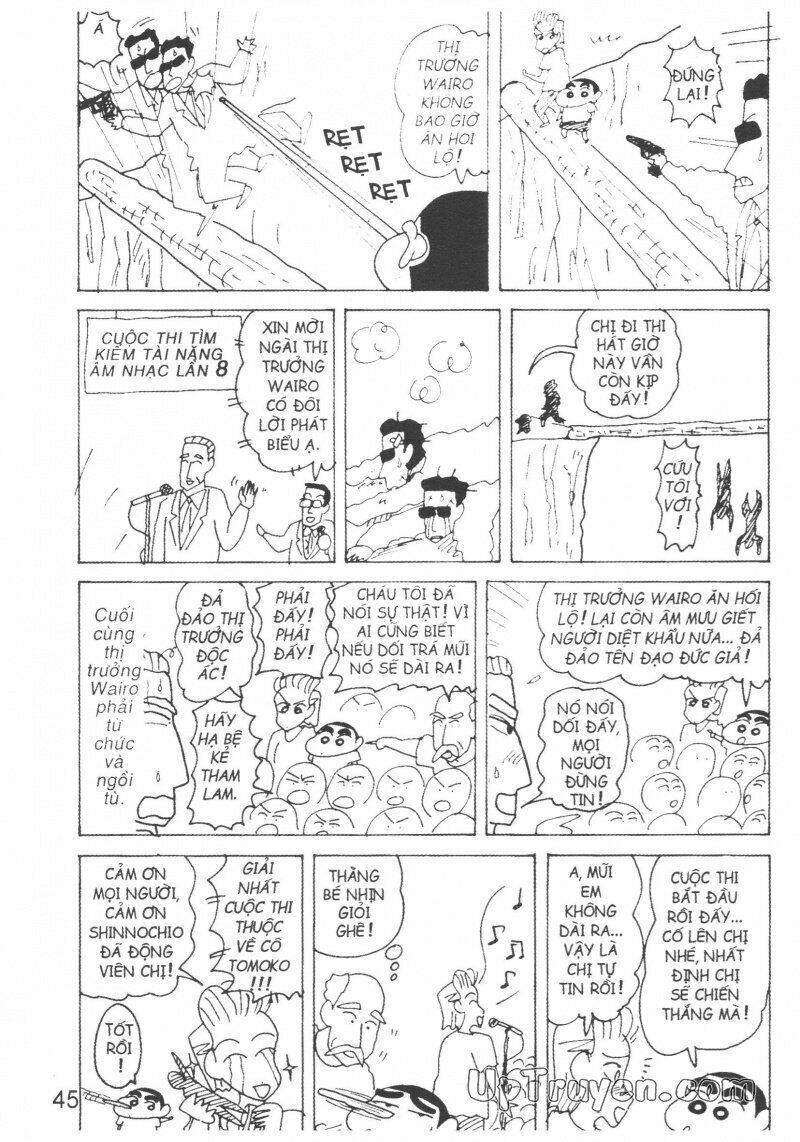 ĐỨNG
LẠI!
THỊ
TRƯỞNG
WAIRO
KHÔNG
BAO GIỜ
ĂN HỐI
LỘ!
RẸT
RẸT
RẸT
Á
CHỊ ĐI THI
HÁT GIỜ
NÀY VẪN
CÒN KỊP
ĐẤY!
CỨU
TÔI
VỚI
!
XIN MỜI
NGÀI THỊ
TRƯỞNG
WAIRO
CÓ ĐÔI
LỜI PHÁT
BIỂU Ạ.
CUỘC THI TÌM
KIẾM TÀI NĂNG
ÂM NHẠC LẦN 8
THỊ TRƯỞNG WAIRO ĂN HỐI
LỘ! LẠI CÒN ÂM MƯU GIẾT
NGƯỜI DIỆT KHẨU NỮA... ĐẢ
ĐẢO TÊN ĐẠO ĐỨC GIẢ!
NÓ NÓI
DỐI ĐẤY,
MỌI
NGƯỜI
ĐỪNG
TIN!
CHÁU TÔI ĐÃ
NÓI SỰ THẬT! VÌ
AI CŨNG BIẾT
NẾU DỐI TRÁ MŨI
NÓ SẼ DÀI RA!
PHẢI
ĐẤY!
PHẢI
ĐẤY!
ĐẢ
ĐẢO THỊ
TRƯỞNG
ĐỘC
ÁC!
HÃY
HẠ BỆ
KẺ
THAM
LAM.
Cuối
cùng
thị
trưởng
Wairo
phải
từ
chức
và
ngồi
tù.
CUỘC THI
BẮT ĐẦU
RỒI ĐẤY...
CỐ LÊN CHỊ
NHÉ, NHẤT
ĐỊNH CHỊ
SẼ CHIẾN
THẮNG MÀ!
A, MŨI
EM
KHÔNG
DÀI RA...
VẬY LÀ
CHỊ TỰ
TIN RỒI!
THẰNG
BÉ NHỊN
GIỎI
GHÊ!
GIẢI
NHẤT
CUỘC THI
THUỘC
VỀ CÔ
TOMOKO
!!!
CẢM ƠN
MỌI NGƯỜI,
CẢM ƠN
SHINNOCHIO
ĐÃ ĐỘNG
VIÊN CHỊ!
TỐT
RỒI
!
45
UpTruyen.com